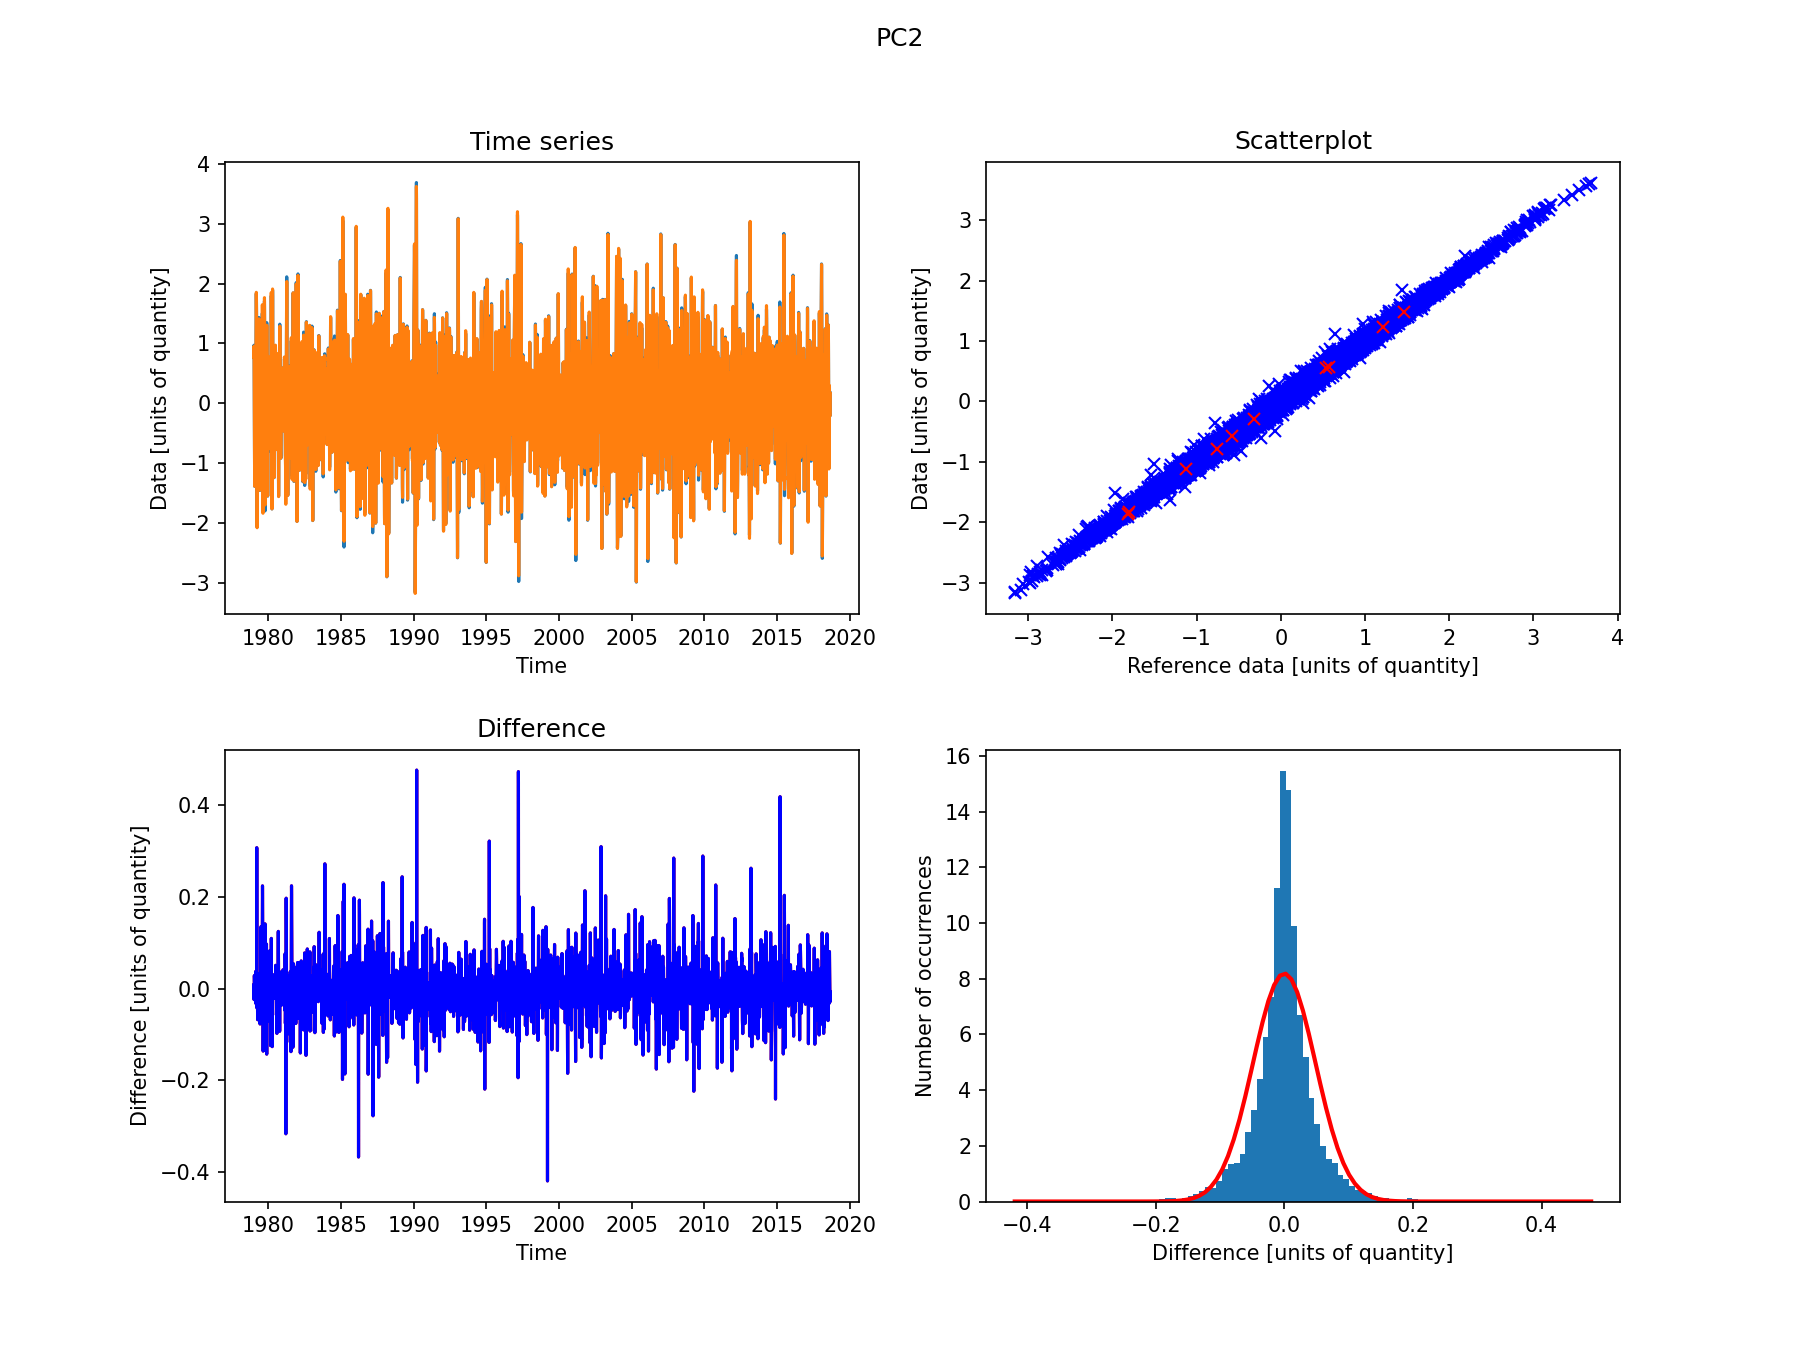 PC2
Time series
4
3
2
1
0
−1
−2
−3
Data [units of quantity]
1980 1985 1990 1995 2000 2005 2010 2015 2020
Time
Scatterplot
3
2
1
0
−1
−2
−3
Data [units of quantity]
−3 −2 −1 0 1 2 3 4
Reference data [units of quantity]
Difference
0.4
0.2
0.0
−0.2
−0.4
Difference [units of quantity]
1980 1985 1990 1995 2000 2005 2010 2015 2020
Time
16
14
12
10
8
6
4
2
0
Number of occurrences
−0.4 −0.2 0.0 0.2 0.4
Difference [units of quantity]